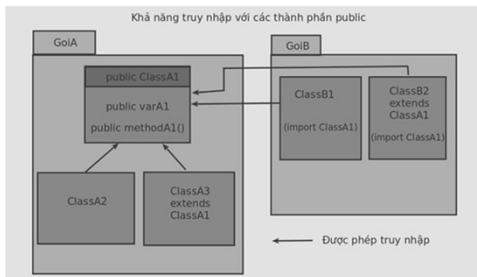 Khả năng truy nhập với các thành phần public
GoiA
GoiB
public ClassA1
public varA1
public methodA1()
ClassB1
(import ClassA1)
ClassB2
extends
ClassA1
(import ClassA1)
ClassA2
ClassA3
extends
ClassA1
Được phép truy nhập